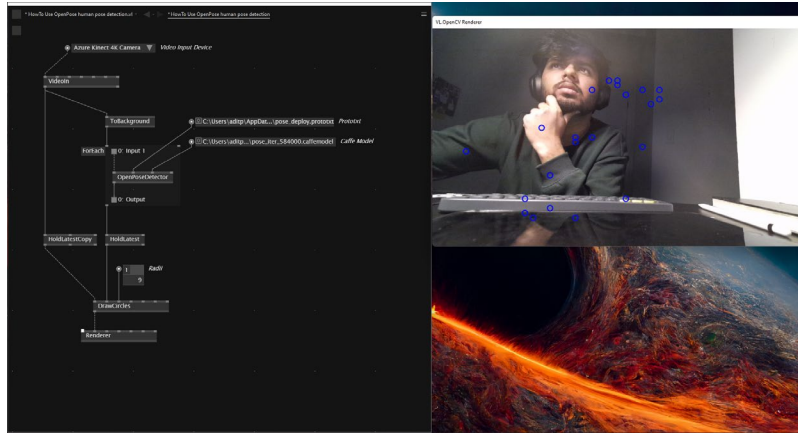 * HowTo Use OpenPose human pose detection.vl
* HowTo Use OpenPose human pose detection
VL.OpenCV Renderer
Azure Kinect 4K Camera
Video Input Device
VideoIn
ToBackground
C:\Users\aditp\AppDat...\pose_deploy.prototxt
Prototxt
C:\Users\aditp...\pose_iter_584000.caffemodel
Caffe Model
ForEach
0: Input 1
OpenPoseDetector
0: Output
HoldLatestCopy
HoldLatest
1
Radii
9
DrawCircles
Renderer